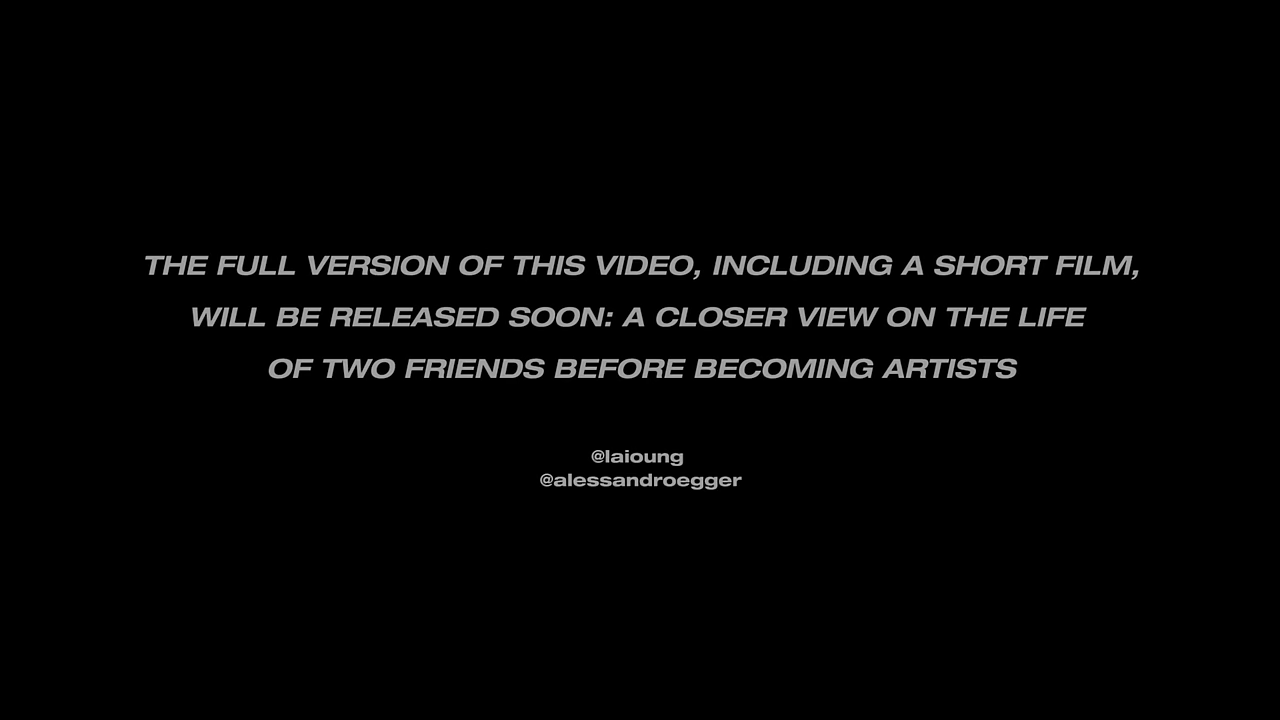 THE FULL VERSION OF THIS VIDEO, INCLUDING A SHORT FILM,
WILL BE RELEASED SOON: A CLOSER VIEW ON THE LIFE
OF TWO FRIENDS BEFORE BECOMING ARTISTS
@laioung
@alessandroegger